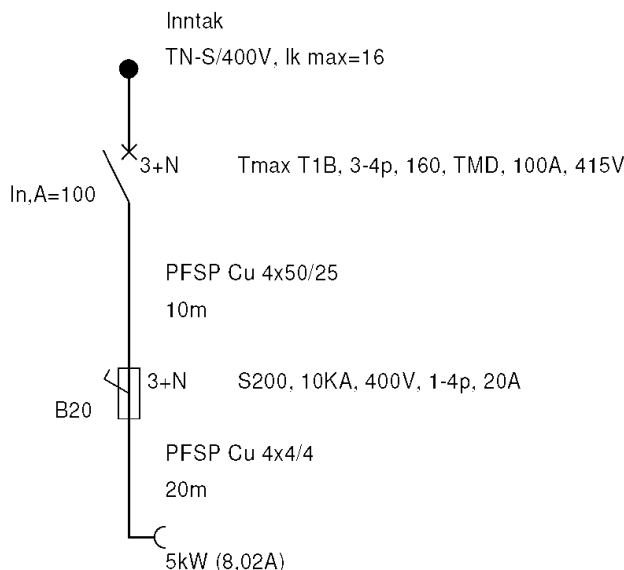 Inntak
TN-S/400V, Ik max=16
3+N
Tmax T1B, 3-4p, 160, TMD, 100A, 415V
In,A=100
PFSP Cu 4x50/25
10m
3+N
S200, 10KA, 400V, 1-4p, 20A
B20
PFSP Cu 4x4/4
20m
5kW (8,02A)